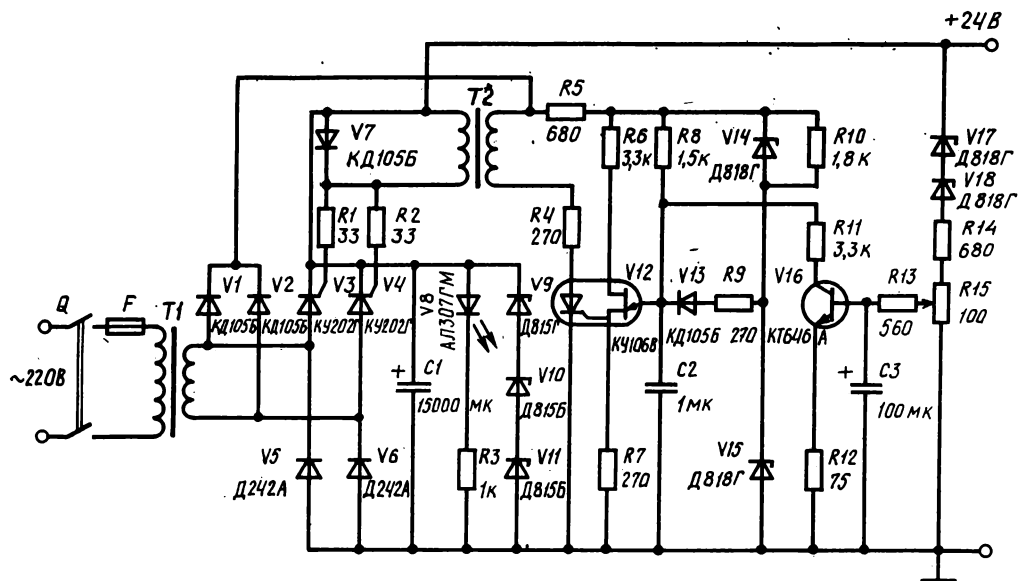 +24В
T2
R5
680
V7
КД105Б
R6
3,3к
R8
1,5к
V14
Д818Г
R10
1,8к
V17
Д818Г
V18
Д818Г
R1
33
R2
33
R4
270
R11
3,3к
R14
680
Q
F
T1
V1
КД105Б
V2
КД105Б
V3
КУ202Г
V4
КУ202Г
V8
АЛ307ГМ
V9
Д815Г
V12
КУ106В
V13
КД105Б
R9
270
V16
КТ646А
R13
560
R15
100
~220В
+
C1
15000 мк
V10
Д815Б
C2
1мк
+
C3
100 мк
V5
Д242А
V6
Д242А
R3
1к
V11
Д815Б
R7
270
V15
Д818Г
R12
75